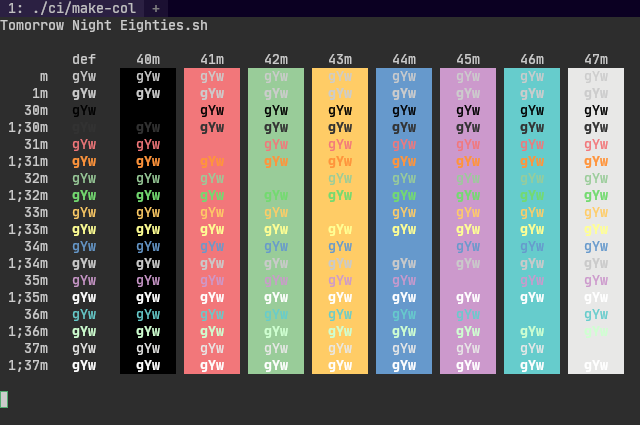 1: ./ci/make-col +
Tomorrow Night Eighties.sh
def 40m 41m 42m 43m 44m 45m 46m 47m
m gYw gYw gYw gYw gYw gYw gYw gYw gYw
1m gYw gYw gYw gYw gYw gYw gYw gYw gYw
30m gYw gYw gYw gYw gYw gYw gYw gYw
1;30m gYw gYw gYw gYw gYw gYw gYw gYw gYw
31m gYw gYw gYw gYw gYw gYw gYw gYw
1;31m gYw gYw gYw gYw gYw gYw gYw gYw gYw
32m gYw gYw gYw gYw gYw gYw gYw gYw
1;32m gYw gYw gYw gYw gYw gYw gYw gYw gYw
33m gYw gYw gYw gYw gYw gYw gYw gYw
1;33m gYw gYw gYw gYw gYw gYw gYw gYw gYw
34m gYw gYw gYw gYw gYw gYw gYw gYw
1;34m gYw gYw gYw gYw gYw gYw gYw gYw gYw
35m gYw gYw gYw gYw gYw gYw gYw gYw
1;35m gYw gYw gYw gYw gYw gYw gYw gYw gYw
36m gYw gYw gYw gYw gYw gYw gYw gYw
1;36m gYw gYw gYw gYw gYw gYw gYw gYw gYw
37m gYw gYw gYw gYw gYw gYw gYw gYw
1;37m gYw gYw gYw gYw gYw gYw gYw gYw gYw